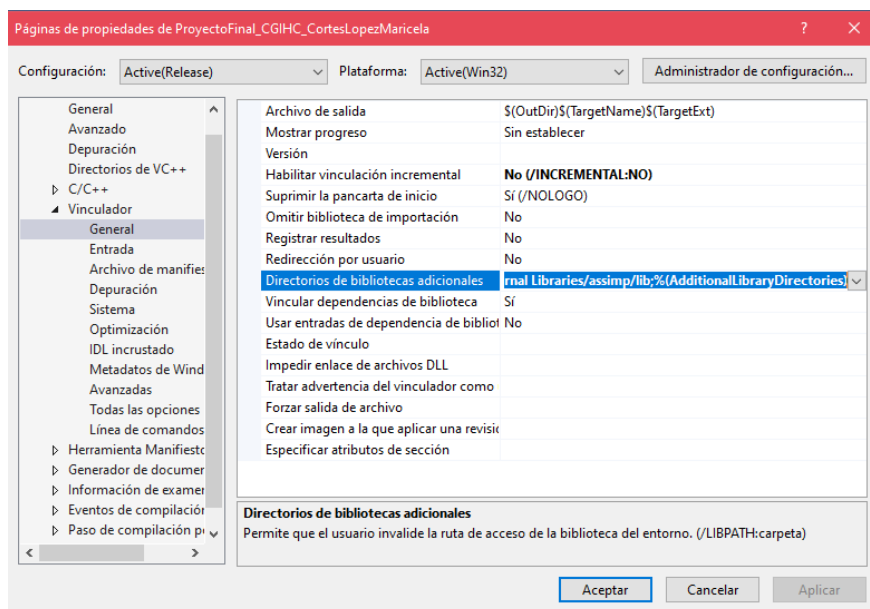 Páginas de propiedades de ProyectoFinal_CGIHC_CortesLopezMaricela ? ×
Configuración: Active(Release) Plataforma: Active(Win32) Administrador de configuración...
General
Avanzado
Depuración
Directorios de VC++
C/C++
Vinculador
General
Entrada
Archivo de manifies
Depuración
Sistema
Optimización
IDL incrustado
Metadatos de Wind
Avanzadas
Todas las opciones
Línea de comandos
Herramienta Manifiesto
Generador de documer
Información de examer
Eventos de compilación
Paso de compilación pe
Archivo de salida $(OutDir)$(TargetName)$(TargetExt)
Mostrar progreso Sin establecer
Versión
Habilitar vinculación incremental No (/INCREMENTAL:NO)
Suprimir la pancarta de inicio Sí (/NOLOGO)
Omitir biblioteca de importación No
Registrar resultados No
Redirección por usuario No
Directorios de bibliotecas adicionales rnal Libraries/assimp/lib;%(AdditionalLibraryDirectories)
Vincular dependencias de biblioteca Sí
Usar entradas de dependencia de bibliot No
Estado de vínculo
Impedir enlace de archivos DLL
Tratar advertencia del vinculador como
Forzar salida de archivo
Crear imagen a la que aplicar una revisió
Especificar atributos de sección
Directorios de bibliotecas adicionales
Permite que el usuario invalide la ruta de acceso de la biblioteca del entorno. (/LIBPATH:carpeta)
Aceptar Cancelar Aplicar